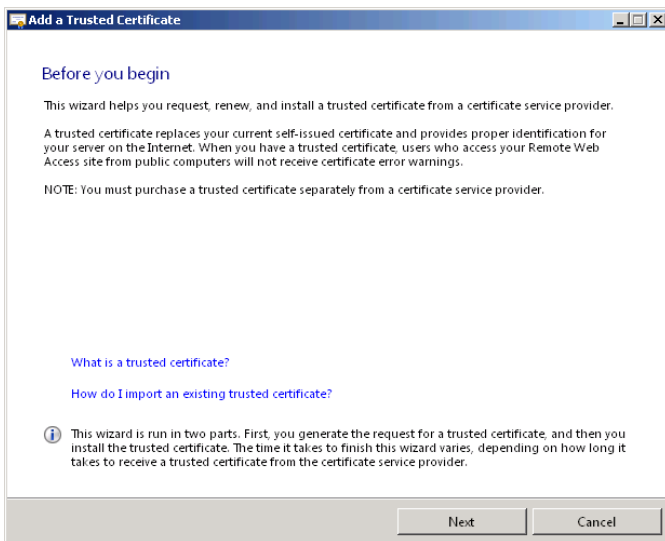 Add a Trusted Certificate
Before you begin
This wizard helps you request, renew, and install a trusted certificate from a certificate service provider.
A trusted certificate replaces your current self-issued certificate and provides proper identification for
your server on the Internet. When you have a trusted certificate, users who access your Remote Web
Access site from public computers will not receive certificate error warnings.
NOTE: You must purchase a trusted certificate separately from a certificate service provider.
What is a trusted certificate?
How do I import an existing trusted certificate?
This wizard is run in two parts. First, you generate the request for a trusted certificate, and then you
install the trusted certificate. The time it takes to finish this wizard varies, depending on how long it
takes to receive a trusted certificate from the certificate service provider.
Next
Cancel